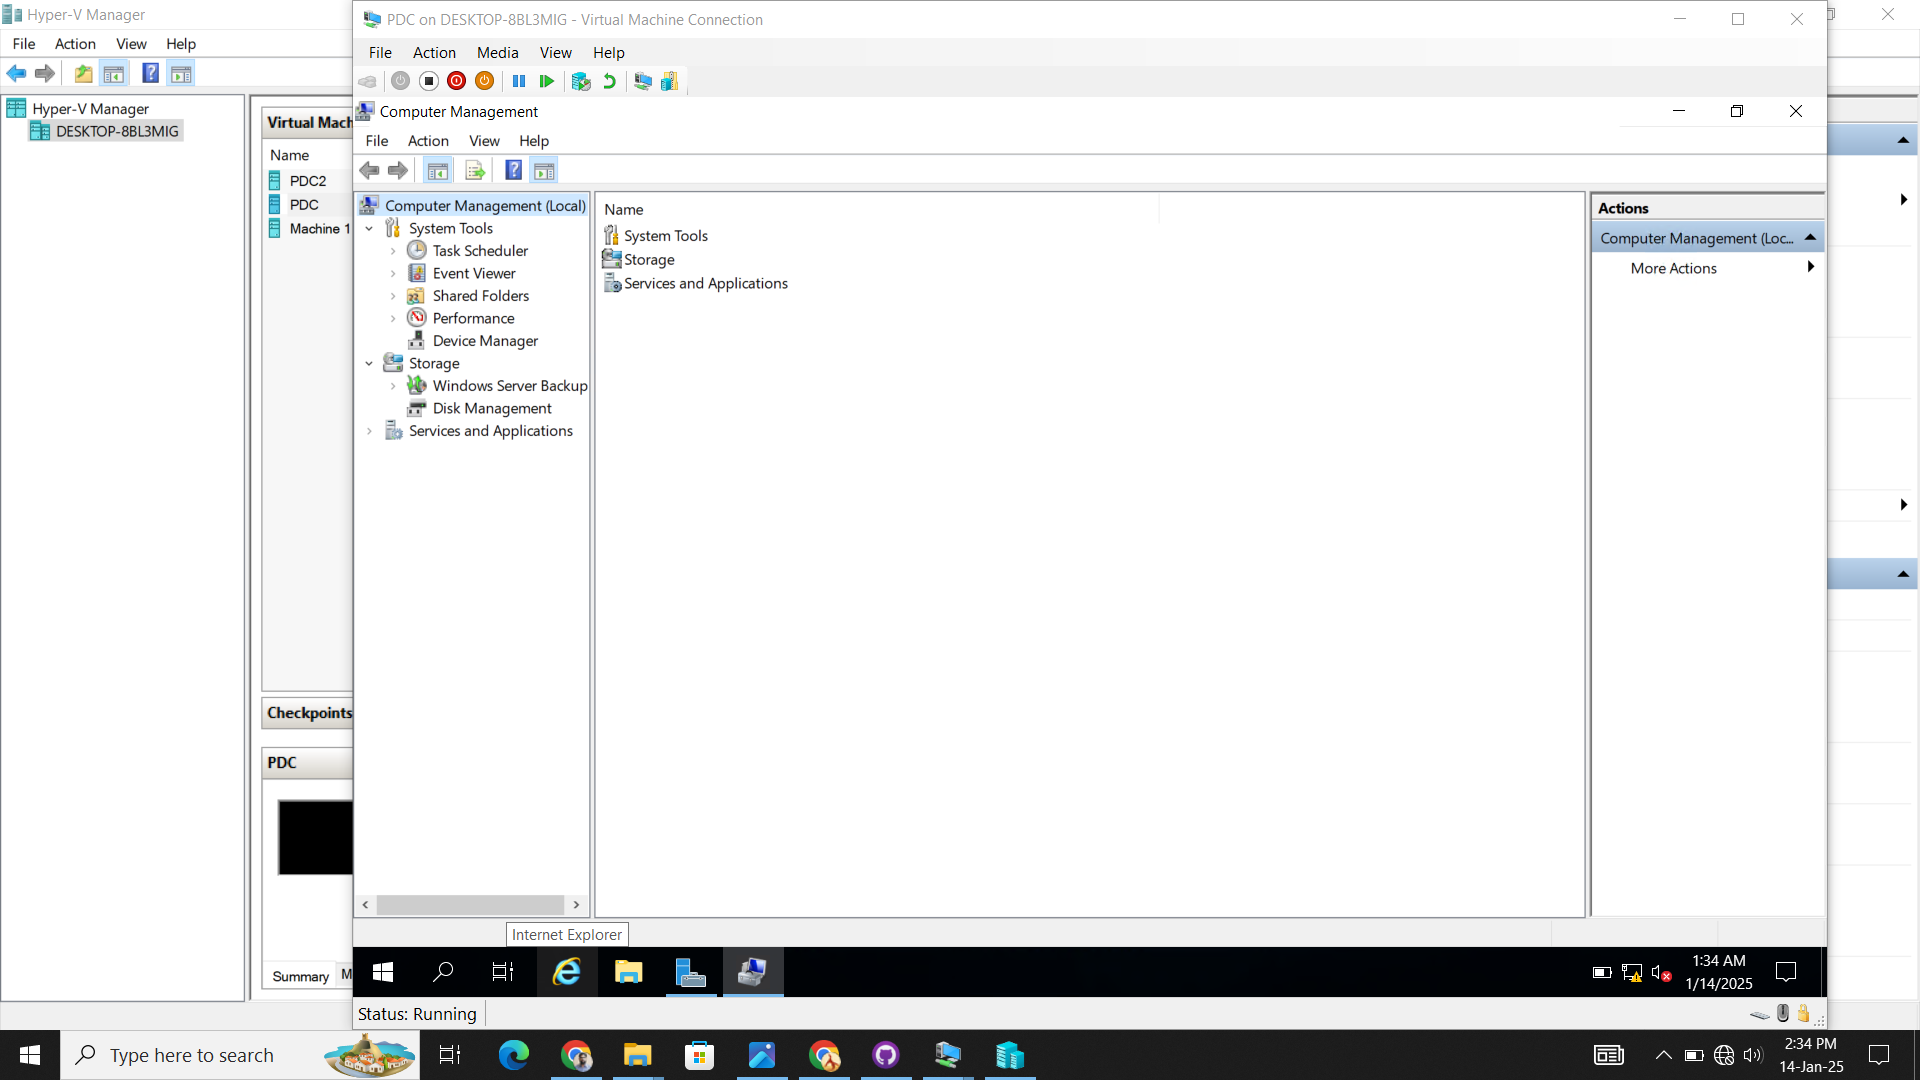 Hyper-V Manager
File Action View Help
Hyper-V Manager
DESKTOP-8BL3MIG
Virtual Mach
Name
PDC2
PDC
Machine 1
Checkpoints
PDC
Summary M
PDC on DESKTOP-8BL3MIG - Virtual Machine Connection
File Action Media View Help
Computer Management
File Action View Help
Computer Management (Local)
System Tools
Task Scheduler
Event Viewer
Shared Folders
Performance
Device Manager
Storage
Windows Server Backup
Disk Management
Services and Applications
Name
System Tools
Storage
Services and Applications
Actions
Computer Management (Loc...
More Actions
Internet Explorer
1:34 AM
1/14/2025
Status: Running
Type here to search
2:34 PM
14-Jan-25